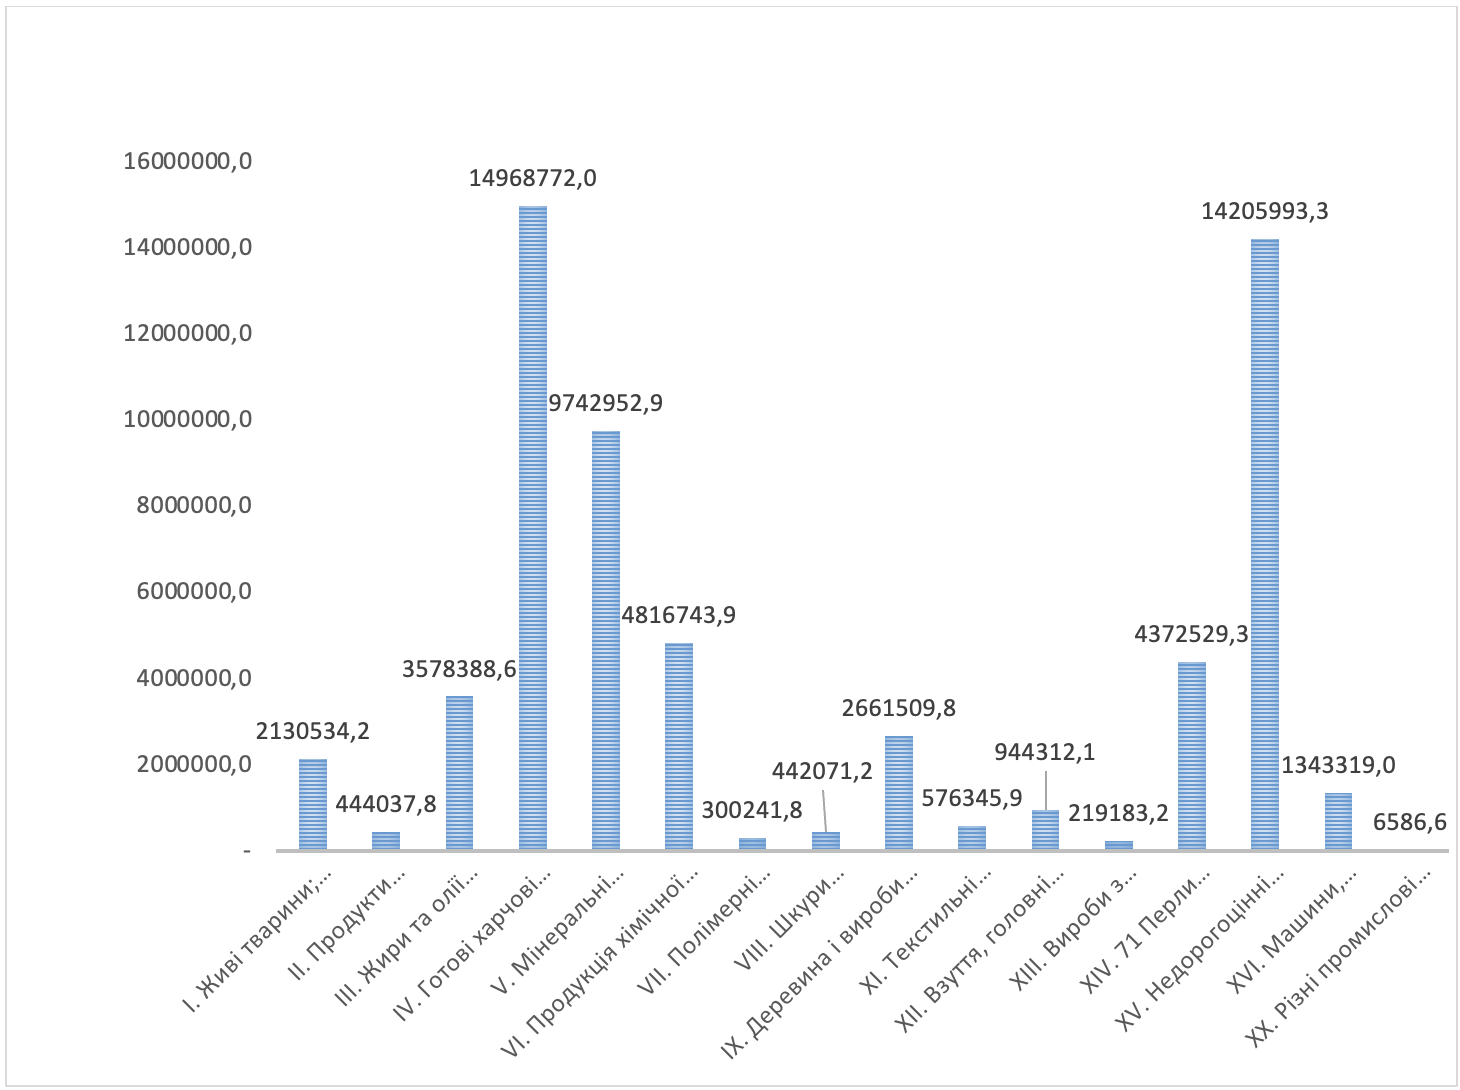 16000000,0
14000000,0
12000000,0
10000000,0
8000000,0
6000000,0
4000000,0
2000000,0
-
2130534,2
444037,8
3578388,6
14968772,0
9742952,9
4816743,9
300241,8
442071,2
2661509,8
576345,9
944312,1
219183,2
4372529,3
14205993,3
1343319,0
6586,6
I. Живі тварини;…
II. Продукти…
III. Жири та олії…
IV. Готові харчові…
V. Мінеральні…
VI. Продукція хімічної…
VII. Полімерні…
VIII. Шкури…
IX. Деревина і вироби…
XI. Текстильні…
XII. Взуття, головні…
XIII. Вироби з…
XIV. 71 Перли…
XV. Недорогоцінні…
XVI. Машини,…
XX. Різні промислові…